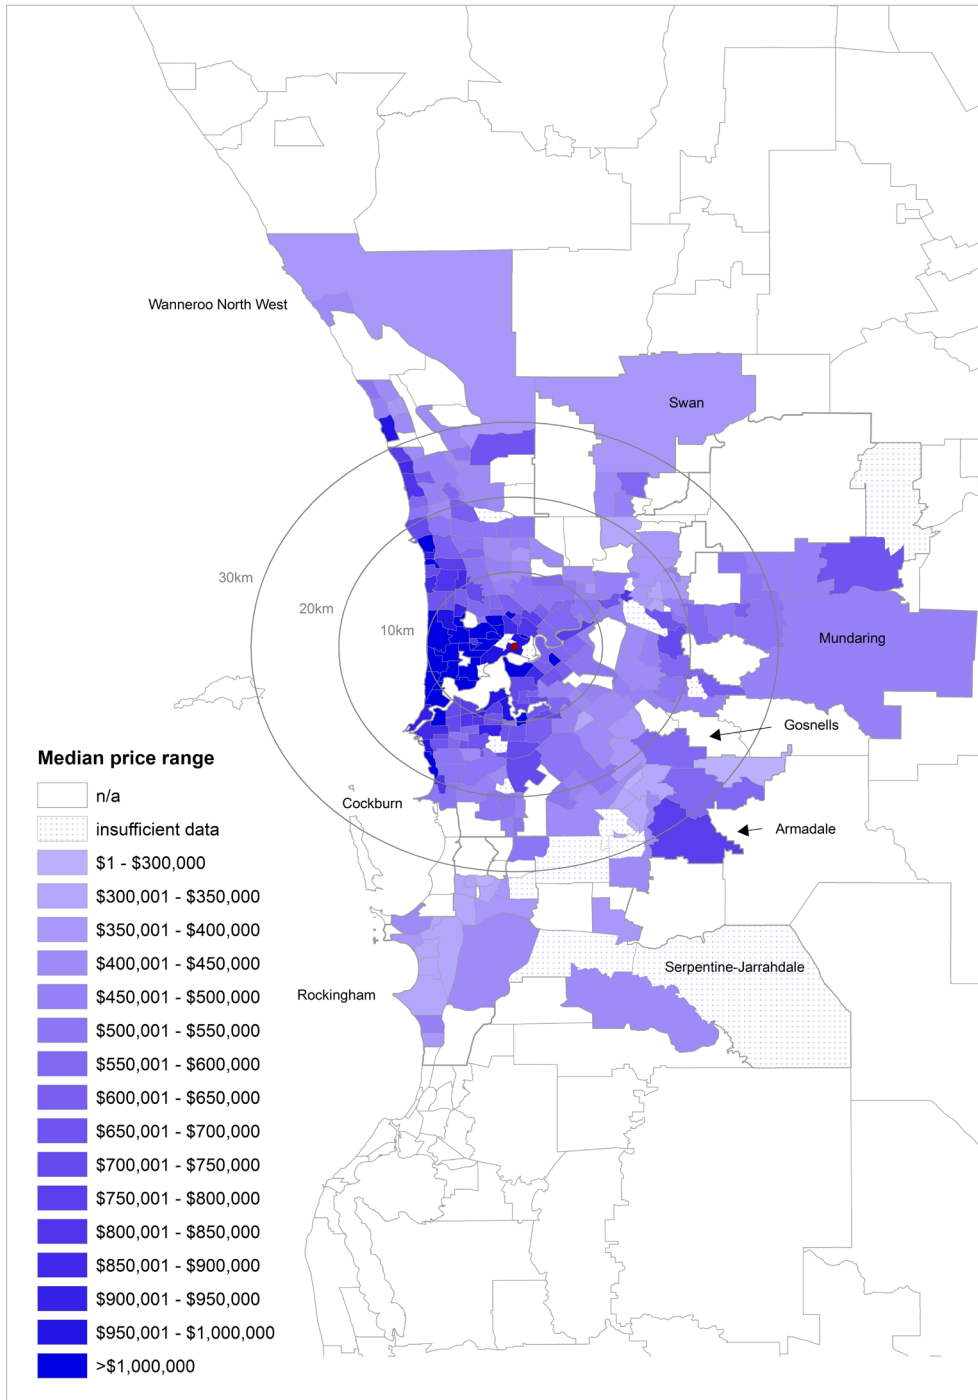 Wanneroo North West
Swan
30km
20km
10km
Mundaring
Gosnells
Cockburn
Armadale
Serpentine-Jarrahdale
Rockingham
Median price range
n/a
insufficient data
$1 - $300,000
$300,001 - $350,000
$350,001 - $400,000
$400,001 - $450,000
$450,001 - $500,000
$500,001 - $550,000
$550,001 - $600,000
$600,001 - $650,000
$650,001 - $700,000
$700,001 - $750,000
$750,001 - $800,000
$800,001 - $850,000
$850,001 - $900,000
$900,001 - $950,000
$950,001 - $1,000,000
>$1,000,000